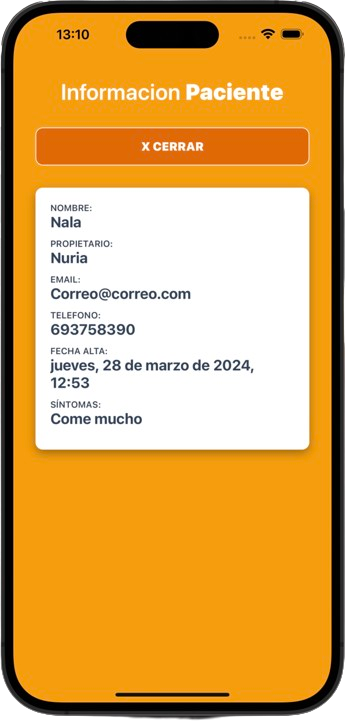 13:10
Informacion Paciente
X CERRAR
NOMBRE:
Nala
PROPIETARIO:
Nuria
EMAIL:
Correo@correo.com
TELEFONO:
693758390
FECHA ALTA:
jueves, 28 de marzo de 2024,
12:53
SÍNTOMAS:
Come mucho